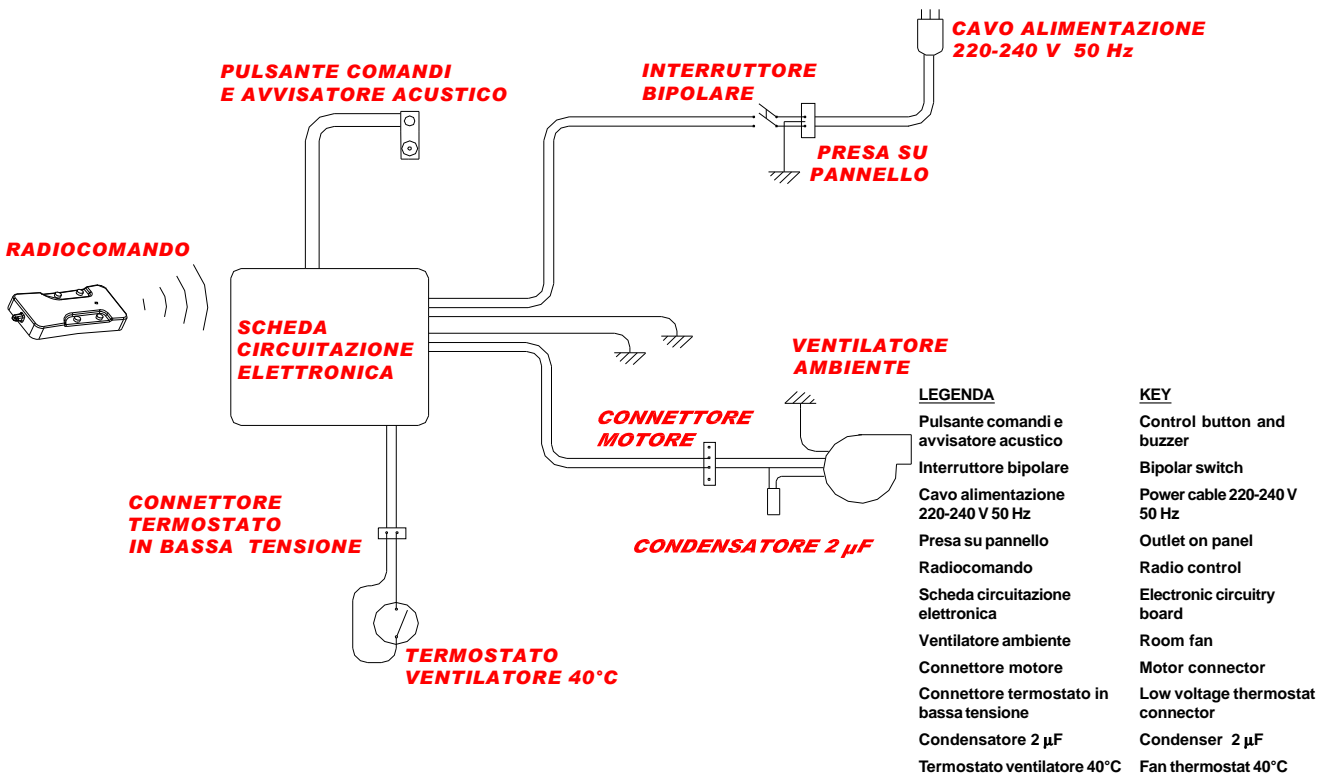 CAVO ALIMENTAZIONE
220-240 V 50 Hz
PULSANTE COMANDI
E AVVISATORE ACUSTICO
INTERRUTTORE
BIPOLARE
PRESA SU
PANNELLO
RADIOCOMANDO
SCHEDA
CIRCUITAZIONE
ELETTRONICA
VENTILATORE
AMBIENTE
CONNETTORE
MOTORE
CONNETTORE
TERMOSTATO
IN BASSA TENSIONE
CONDENSATORE 2 µF
TERMOSTATO
VENTILATORE 40°C
LEGENDA KEY
Pulsante comandi e Control button and
avvisatore acustico buzzer
Interruttore bipolare Bipolar switch
Cavo alimentazione Power cable 220-240 V
220-240 V 50 Hz 50 Hz
Presa su pannello Outlet on panel
Radiocomando Radio control
Scheda circuitazione Electronic circuitry
elettronica board
Ventilatore ambiente Room fan
Connettore motore Motor connector
Connettore termostato in Low voltage thermostat
bassa tensione connector
Condensatore 2 µF Condenser 2 µF
Termostato ventilatore 40°C Fan thermostat 40°C